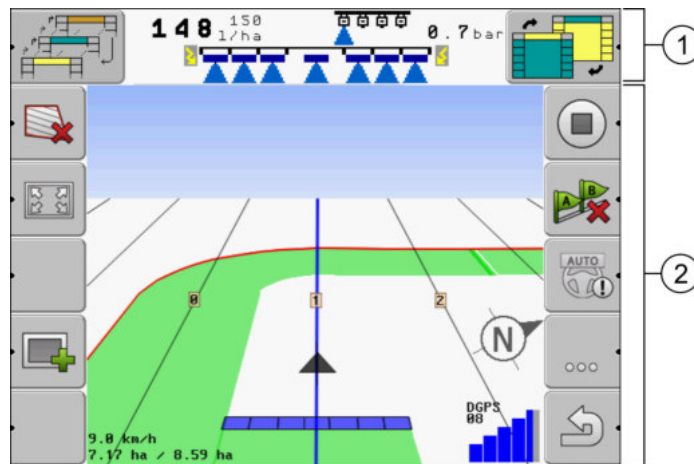 148 150 l/ha
0.7 bar
1
A B
AUTO
2
0 1 2
N
DGPS
08
9.0 km/h
7.17 ha / 8.59 ha